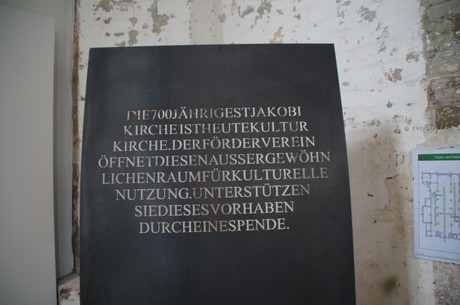 DIE700JÄHRIGESTJAKOBI
KIRCHEISTHEUTEKULTUR
KIRCHE.DERFÖRDERVEREIN
ÖFFNETDIESENAUSSERGEWÖHN
LICHENRAUMFÜRKULTURELLE
NUTZUNG.UNTERSTÜTZEN
SIEDIESESVORHABEN
DURCHEINESPENDE.